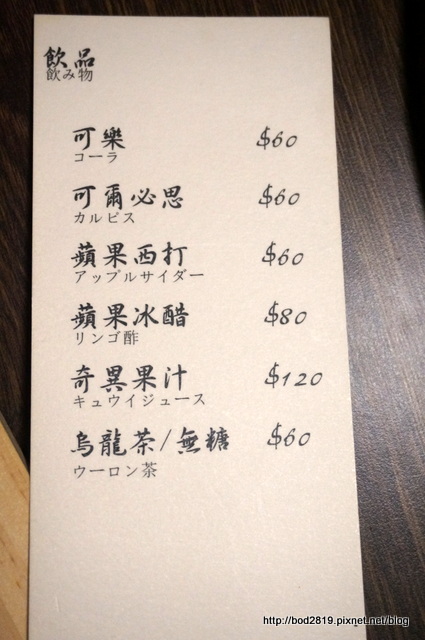 飲品
飲み物
可樂 $60
コーラ
可爾必思 $60
カルピス
蘋果西打 $60
アップルサイダー
蘋果冰醋 $80
リンゴ酢
奇異果汁 $120
キュウイジュース
烏龍茶/無糖 $60
ウーロン茶
http://bod2819.pixnet.net/blog